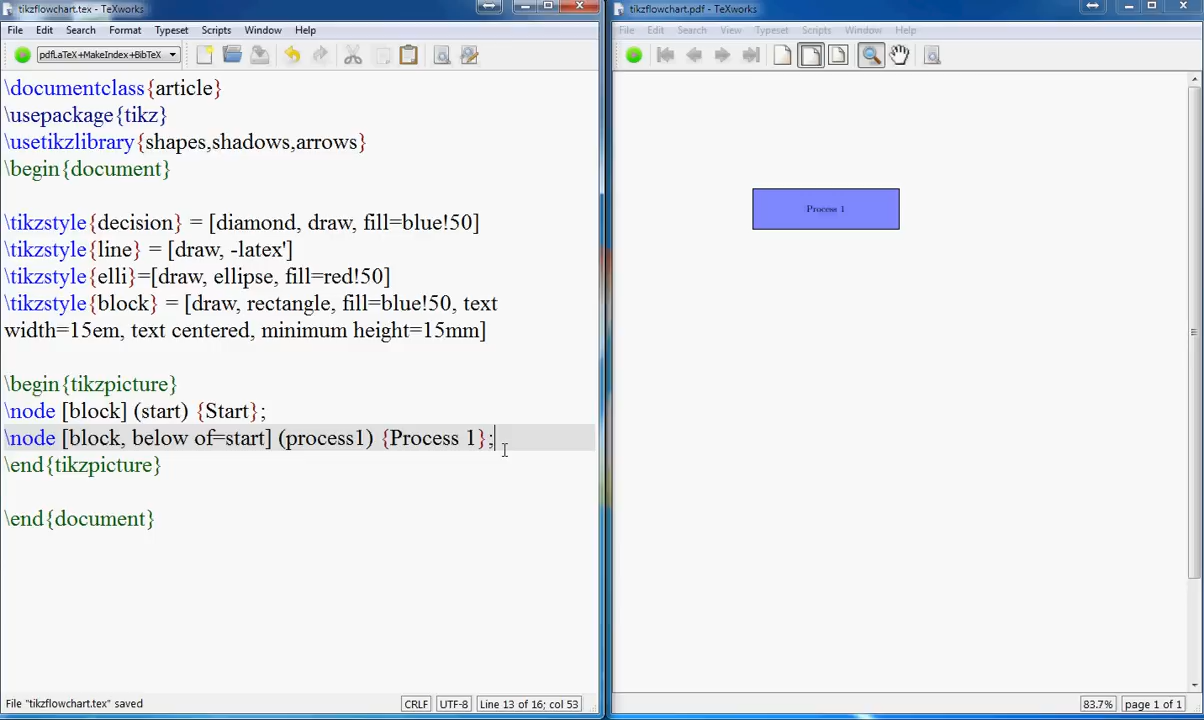 tikzflowchart.tex - TeXworks
File Edit Search Format Typeset Scripts Window Help
pdfLaTeX+MakeIndex+BibTeX
\documentclass{article}
\usepackage{tikz}
\usetikzlibrary{shapes,shadows,arrows}
\begin{document}
\tikzstyle{decision} = [diamond, draw, fill=blue!50]
\tikzstyle{line} = [draw, -latex']
\tikzstyle{elli}=[draw, ellipse, fill=red!50]
\tikzstyle{block} = [draw, rectangle, fill=blue!50, text
width=15em, text centered, minimum height=15mm]
\begin{tikzpicture}
\node [block] (start) {Start};
\node [block, below of=start] (process1) {Process 1};
\end{tikzpicture}
\end{document}
File "tikzflowchart.tex" saved
CRLF UTF-8 Line 13 of 16; col 53
tikzflowchart.pdf - TeXworks
File Edit Search View Typeset Scripts Window Help
Process 1
83.7% page 1 of 1